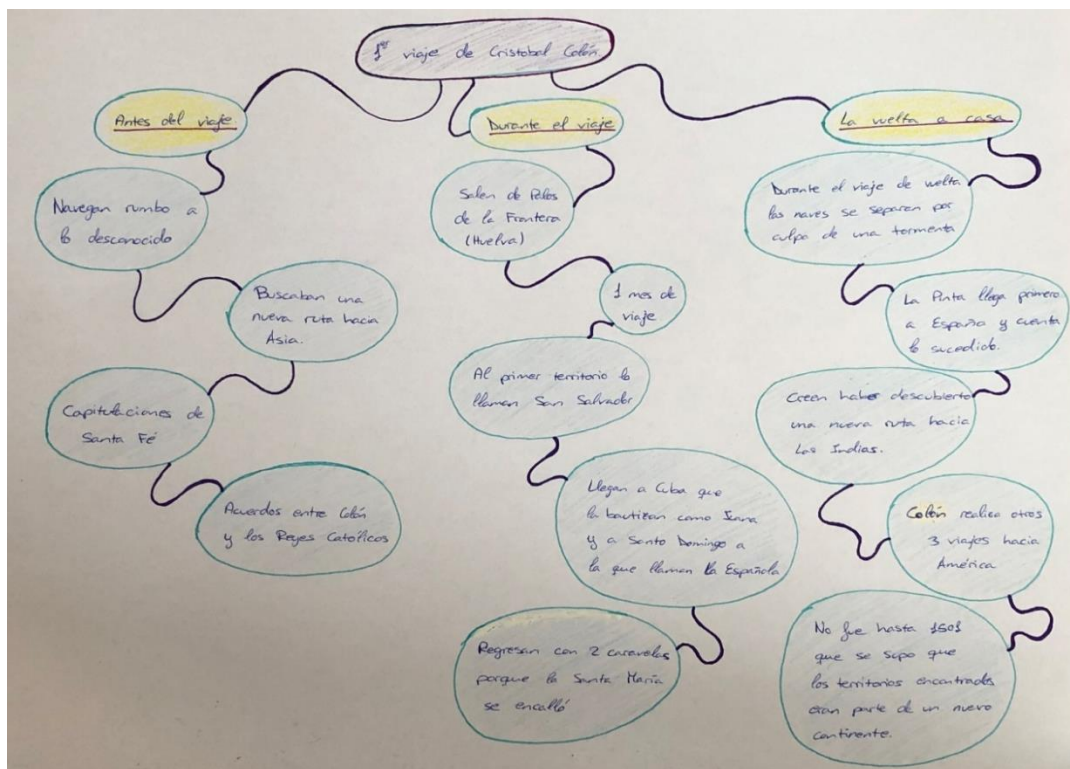 1er viaje de Cristobal Colón
Antes del viaje
Navegan rumbo a
lo desconocido
Buscaban una
nueva ruta hacia
Asia.
Capitulaciones de
Santa Fé
Acuerdos entre Colón
y los Reyes Católicos
Durante el viaje
Salen de Palos
de la Frontera
(Huelva)
1 mes de
viaje
Al primer territorio lo
llaman San Salvador
Llegan a Cuba que
la bautizan como Juana
y a Santo Domingo a
la que llaman la Española
Regresan con 2 carabelas
porque la Santa María
se encalló
La vuelta a casa
Durante el viaje de vuelta
las naves se separan por
culpa de una tormenta
La Pinta llega primero
a España y cuenta
lo sucedido.
Creen haber descubierto
una nueva ruta hacia
Las Indias.
Colón realiza otros
3 viajes hacia
América
No fue hasta 1501
que se supo que
los territorios encontrados
eran parte de un nuevo
continente.